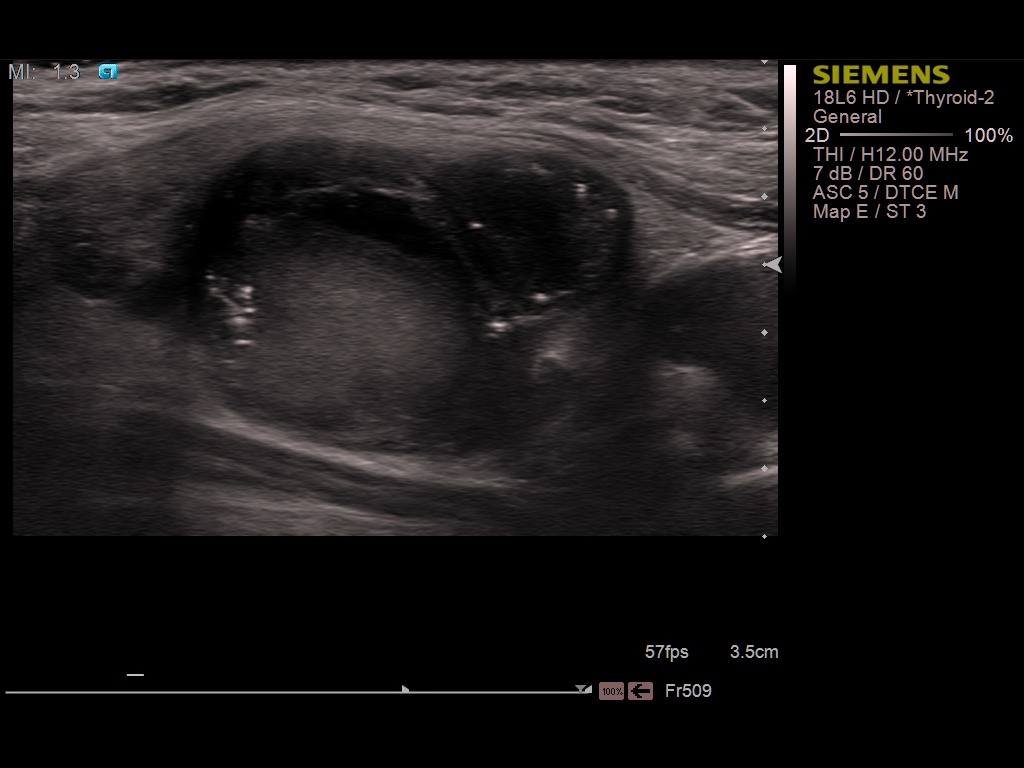 MI: 1.3
SIEMENS
18L6 HD / *Thyroid-2
General
2D 100%
THI / H12.00 MHz
7 dB / DR 60
ASC 5 / DTCE M
Map E / ST 3
57fps 3.5cm
100% Fr509